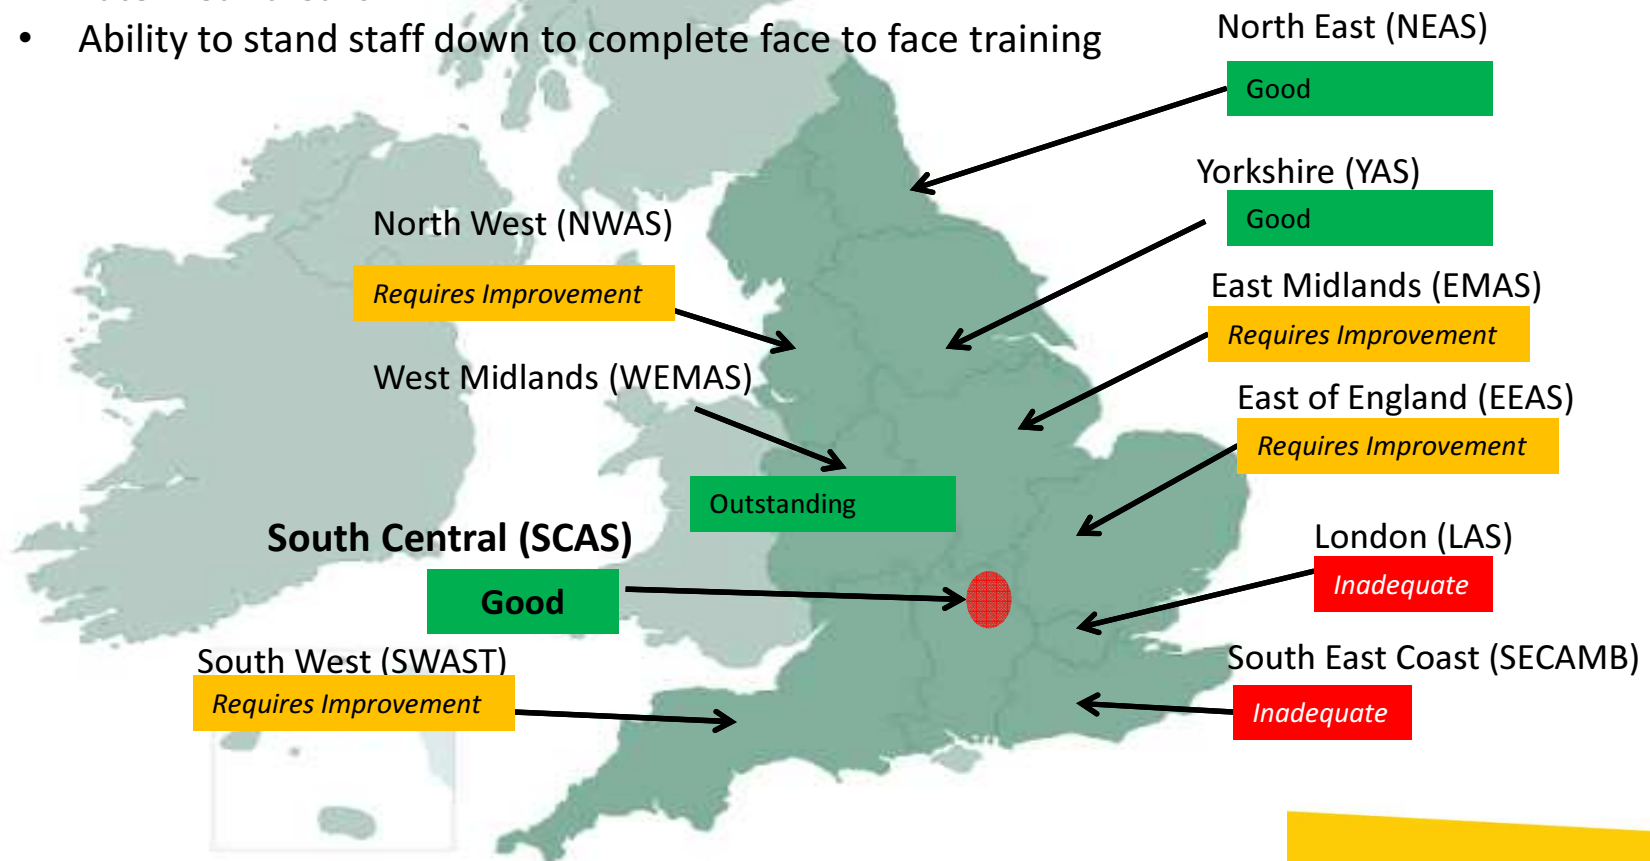 • Ability to stand staff down to complete face to face training
North East (NEAS)
Good
Yorkshire (YAS)
Good
North West (NWAS)
Requires Improvement
East Midlands (EMAS)
Requires Improvement
West Midlands (WEMAS)
Outstanding
East of England (EEAS)
Requires Improvement
South Central (SCAS)
Good
London (LAS)
Inadequate
South West (SWAST)
Requires Improvement
South East Coast (SECAMB)
Inadequate